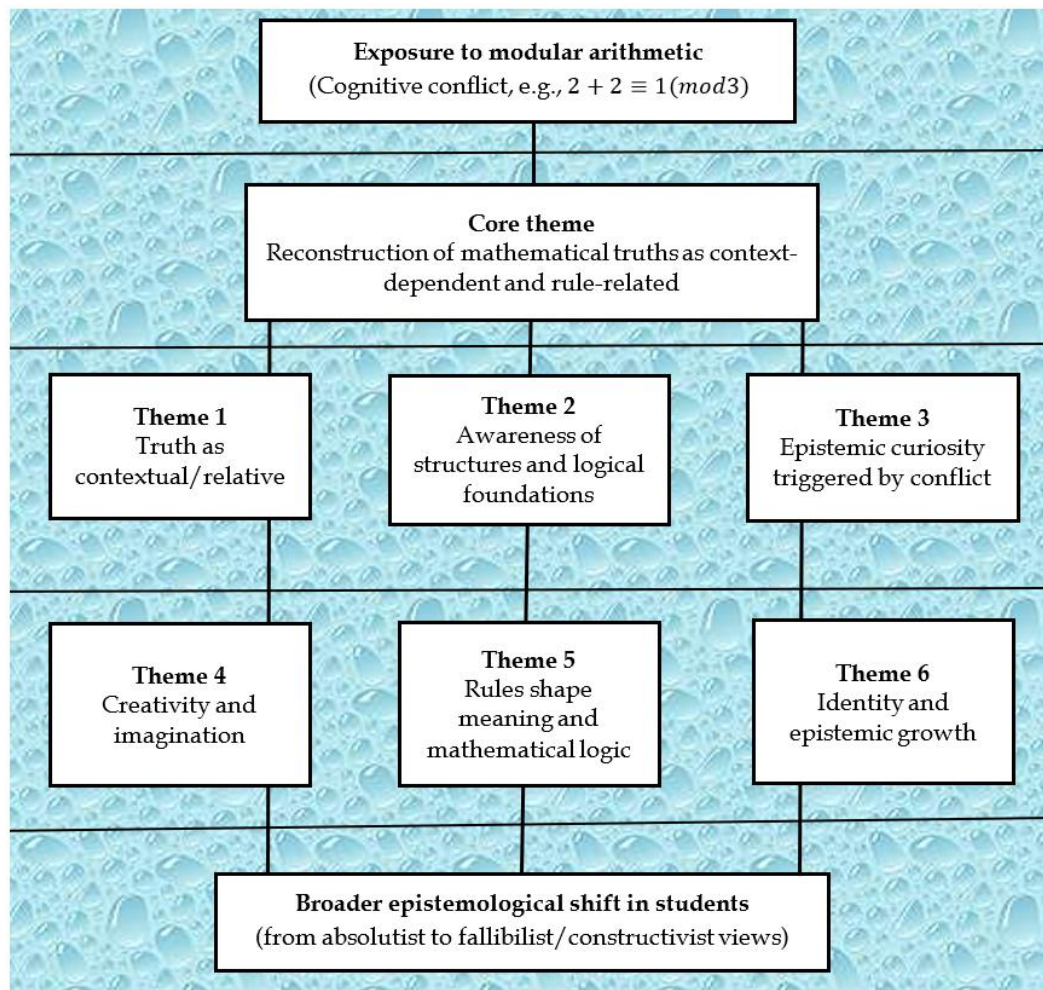 Exposure to modular arithmetic
(Cognitive conflict, e.g., 2 + 2 ≡ 1(mod3)
Core theme
Reconstruction of mathematical truths as context-
dependent and rule-related
Theme 1
Truth as
contextual/relative
Theme 2
Awareness of
structures and logical
foundations
Theme 3
Epistemic curiosity
triggered by conflict
Theme 4
Creativity and
imagination
Theme 5
Rules shape
meaning and
mathematical logic
Theme 6
Identity and
epistemic growth
Broader epistemological shift in students
(from absolutist to fallibilist/constructivist views)